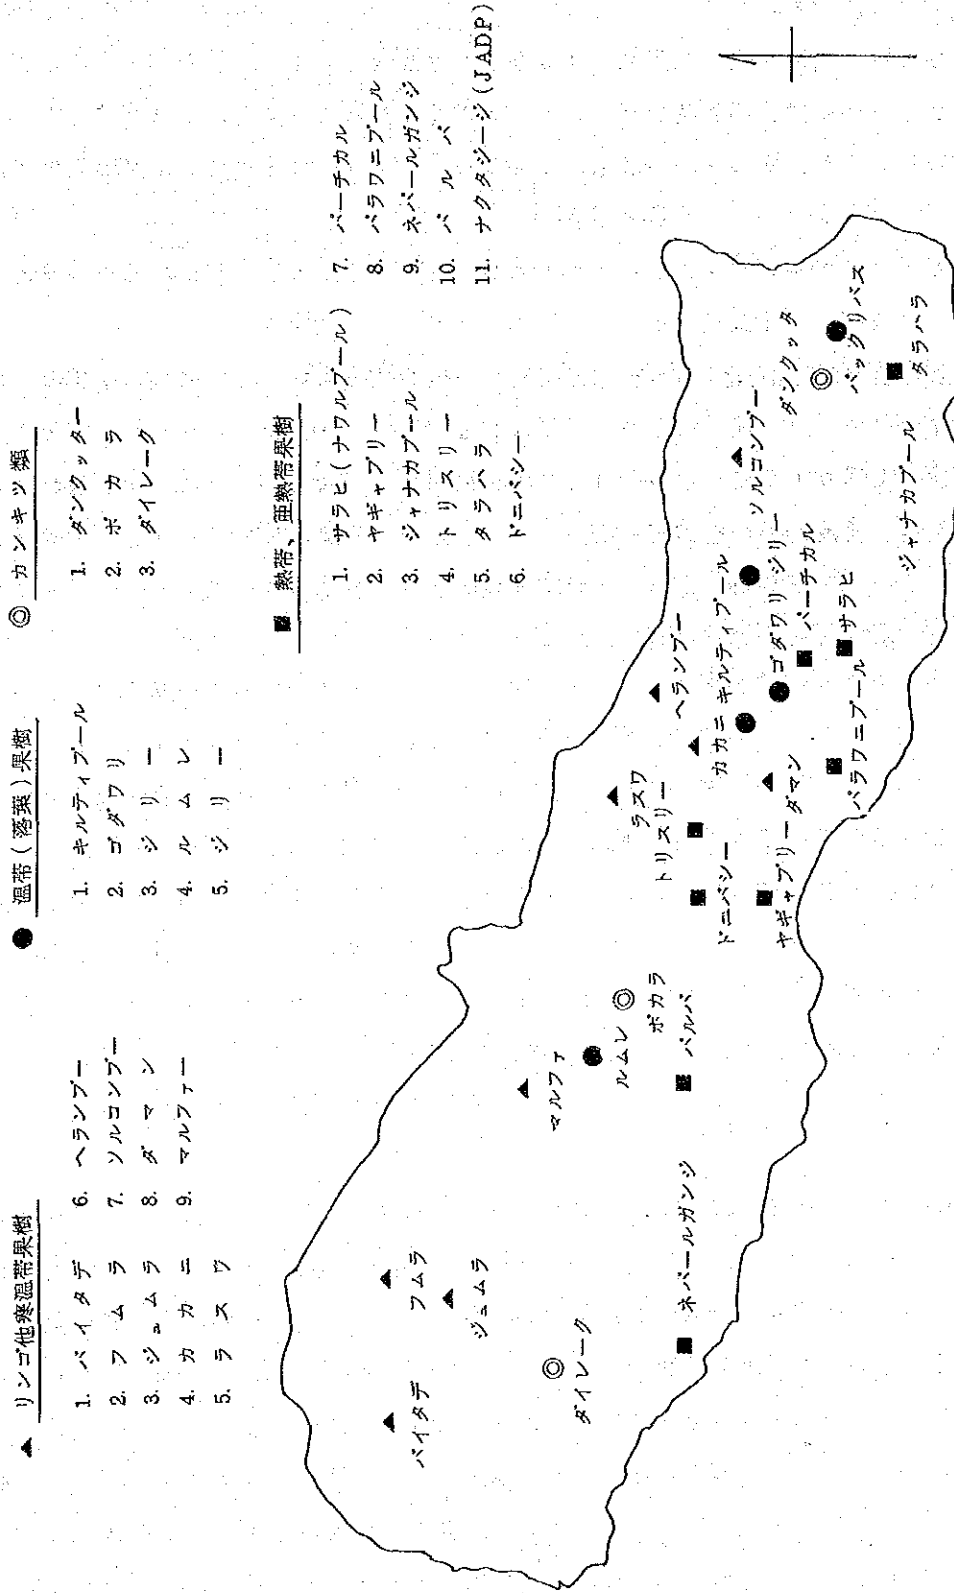 ▲ リンゴ他寒温帯果樹
1. バイタデ
2. フムラ
3. ジュムラ
4. カカニ
5. ラスワ
6. ヘランブー
7. ソルコンブー
8. ダマン
9. マルファー
● 温帯(落葉)果樹
1. キルティプール
2. ゴダワリ
3. ジリー
4. ルムレ
5. ジリー
◎ カンキツ類
1. ダンクッター
2. ポカラ
3. ダイレーク
■ 熱帯、亜熱帯果樹
1. サラヒ(ナワルプール)
2. ヤギャプリー
3. ジャナカプール
4. トリスリー
5. タラハラ
6. ドニバシー
7. パーチカル
8. バラワニプール
9. ネパールガンジ
10. パルパ
11. ナクタジージ(JADP)
バイタデ
フムラ
ジュムラ
ダイレーク
ネパールガンジ
マルファ
ルムレ
ポカラ
パルパ
ラスワ
トリスリー
ドニバシー
ヤギャプリー
ダマン
ヘランブー
カカニ
キルティプール
ゴダワリ
ジリー
パーチカル
サラヒ
バラワニプール
ソルコンブー
ダンクッタ
パックリバス
タラハラ
ジャナカプール